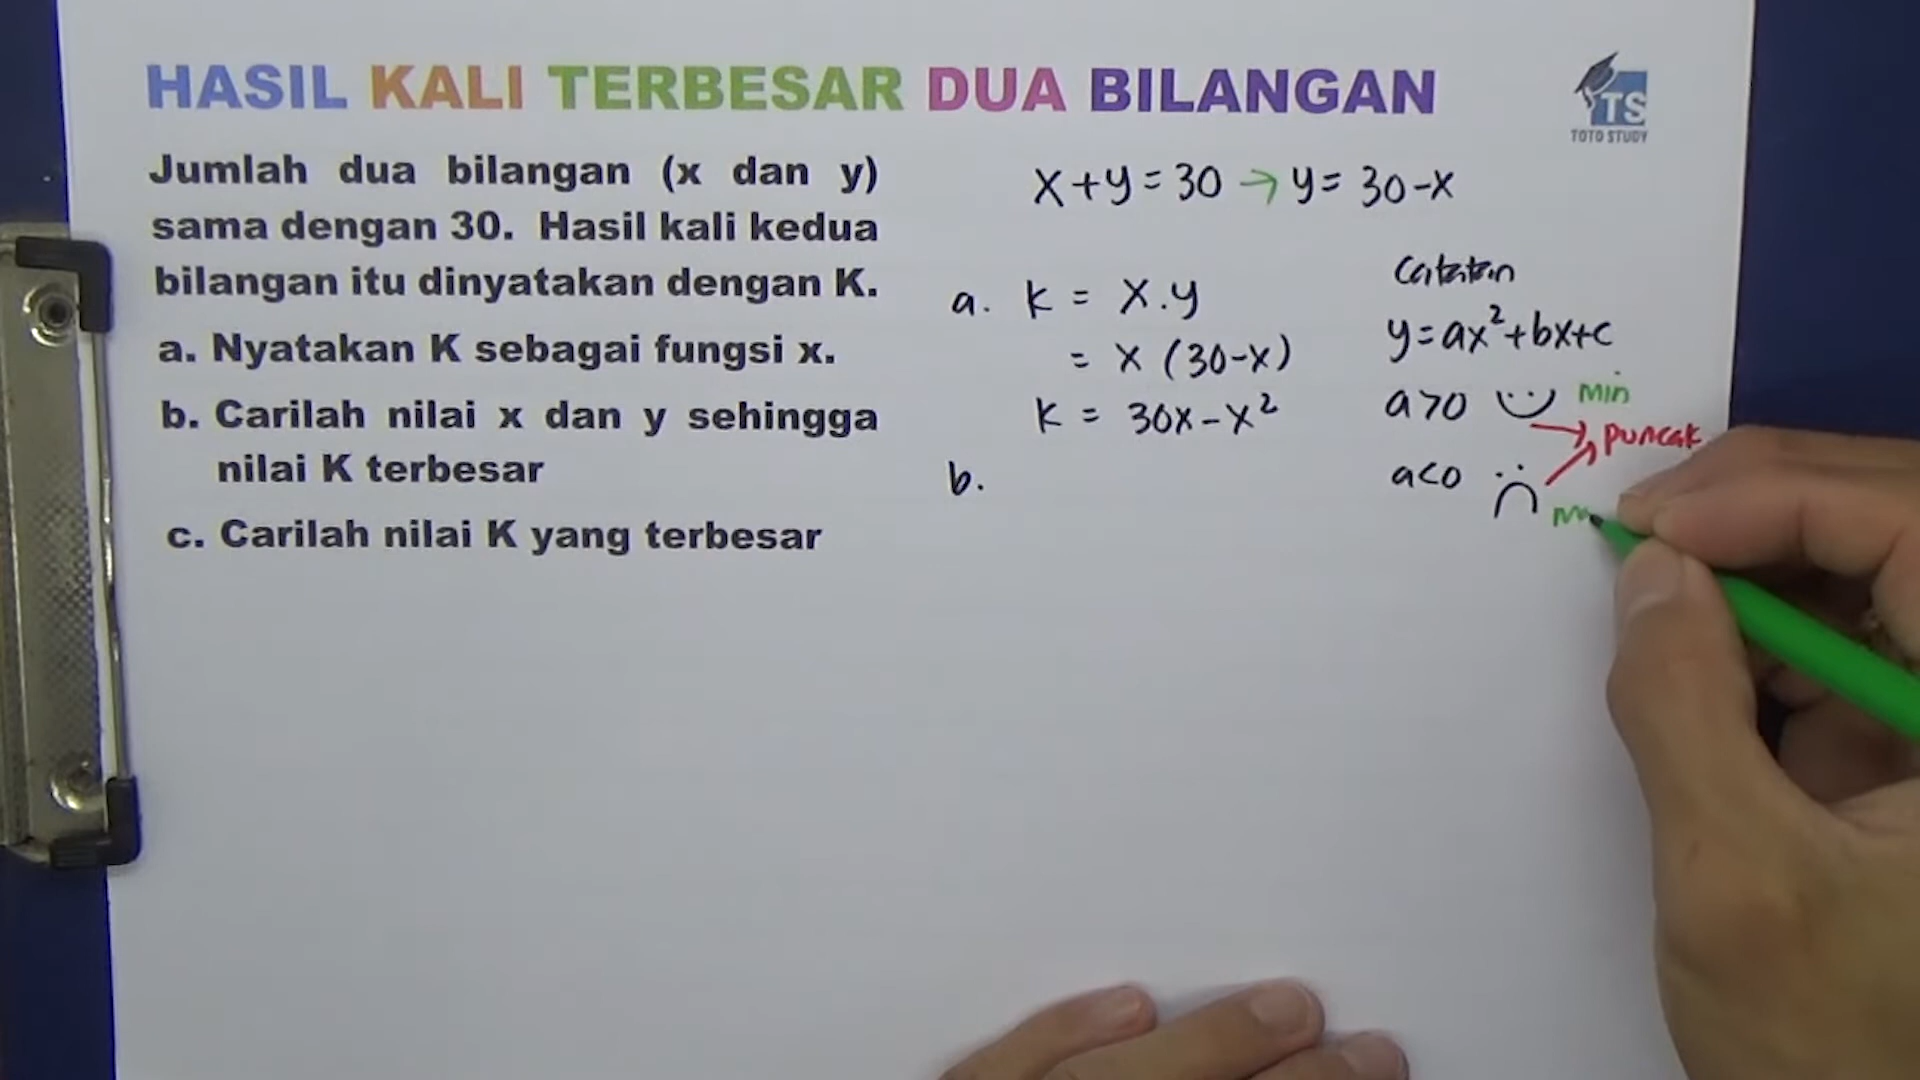 HASIL KALI TERBESAR DUA BILANGAN
TS
TOTO STUDY
Jumlah dua bilangan (x dan y)
sama dengan 30. Hasil kali kedua
bilangan itu dinyatakan dengan K.
a. Nyatakan K sebagai fungsi x.
b. Carilah nilai x dan y sehingga
nilai K terbesar
c. Carilah nilai K yang terbesar
x+y=30 → y= 30-x
a. K = x.y
= x (30-x)
K = 30x-x²
b.
Catatan
y=ax²+bx+c
a>0 min
puncak
a<0